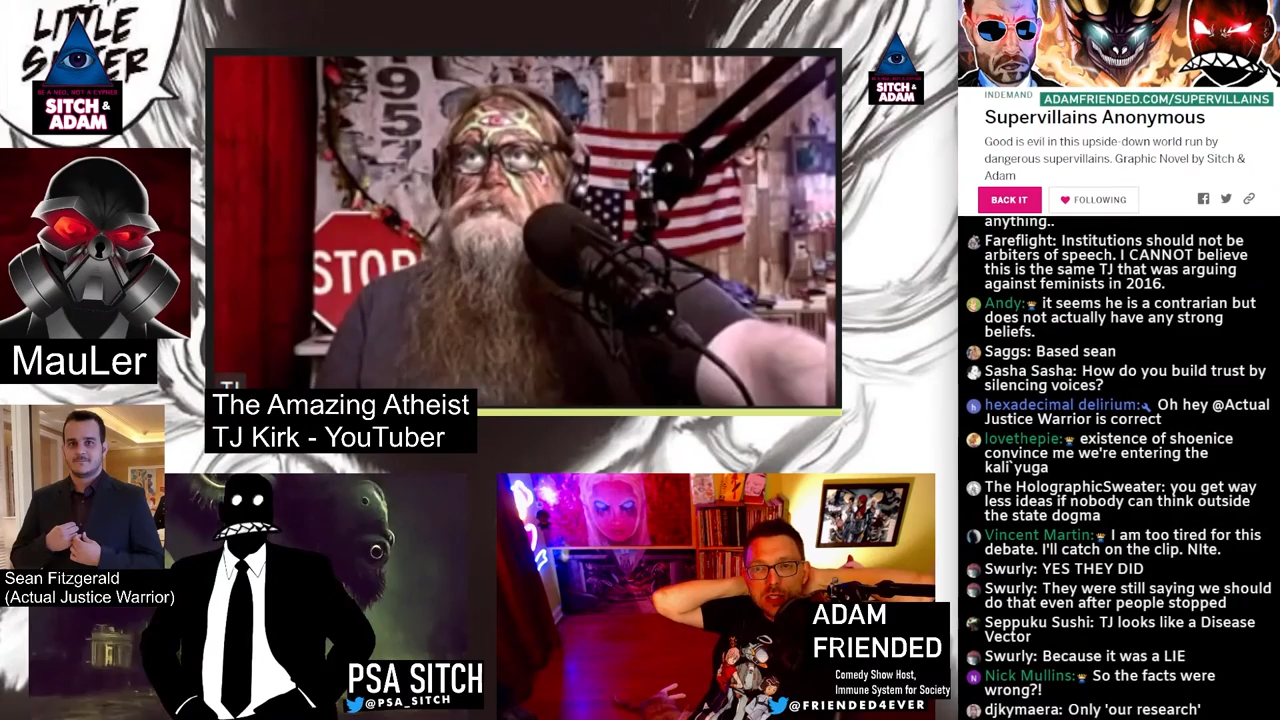 LITTLE
BE A NEO, NOT A CYPHER
SITCH &
ADAM
MauLer
Sean Fitzgerald
(Actual Justice Warrior)
SITCH &
ADAM
1957
STOP
TJ
The Amazing Atheist
TJ Kirk - YouTuber
PSA SITCH
@PSA_SITCH
ADAM
FRIENDED
Comedy Show Host,
Immune System for Society
@FRIENDED4EVER
INDEMAND
ADAMFRIENDED.COM/SUPERVILLAINS
Supervillains Anonymous
Good is evil in this upside-down world run by
dangerous supervillains. Graphic Novel by Sitch &
Adam
BACK IT
FOLLOWING
anything..
Fareflight: Institutions should not be
arbiters of speech. I CANNOT believe
this is the same TJ that was arguing
against feminists in 2016.
Andy: it seems he is a contrarian but
does not actually have any strong
beliefs.
Saggs: Based sean
Sasha Sasha: How do you build trust by
silencing voices?
hexadecimal delirium: Oh hey @Actual
Justice Warrior is correct
lovethepie: existence of shoenice
convince me we're entering the
kali`yuga
The HolographicSweater: you get way
less ideas if nobody can think outside
the state dogma
Vincent Martin: I am too tired for this
debate. I'll catch on the clip. NIte.
Swurly: YES THEY DID
Swurly: They were still saying we should
do that even after people stopped
Seppuku Sushi: TJ looks like a Disease
Vector
Swurly: Because it was a LIE
Nick Mullins: So the facts were
wrong?!
djkymaera: Only 'our research'